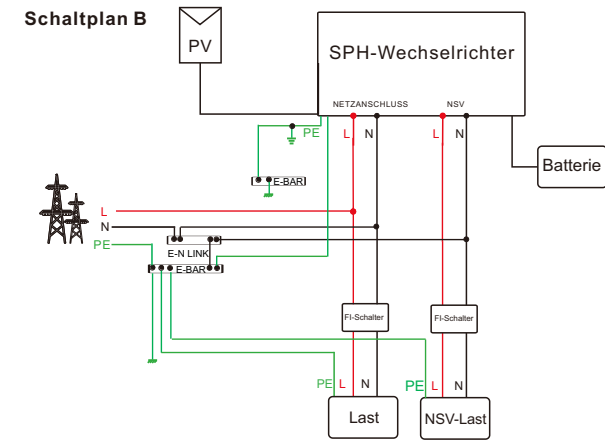 Schaltplan B
PV
SPH-Wechselrichter
NETZANSCHLUSS NSV
PE L N L N
Batterie
E-BAR
L
N
PE
E-N LINK
E-BAR
FI-Schalter FI-Schalter
PE L N PE L N
Last NSV-Last